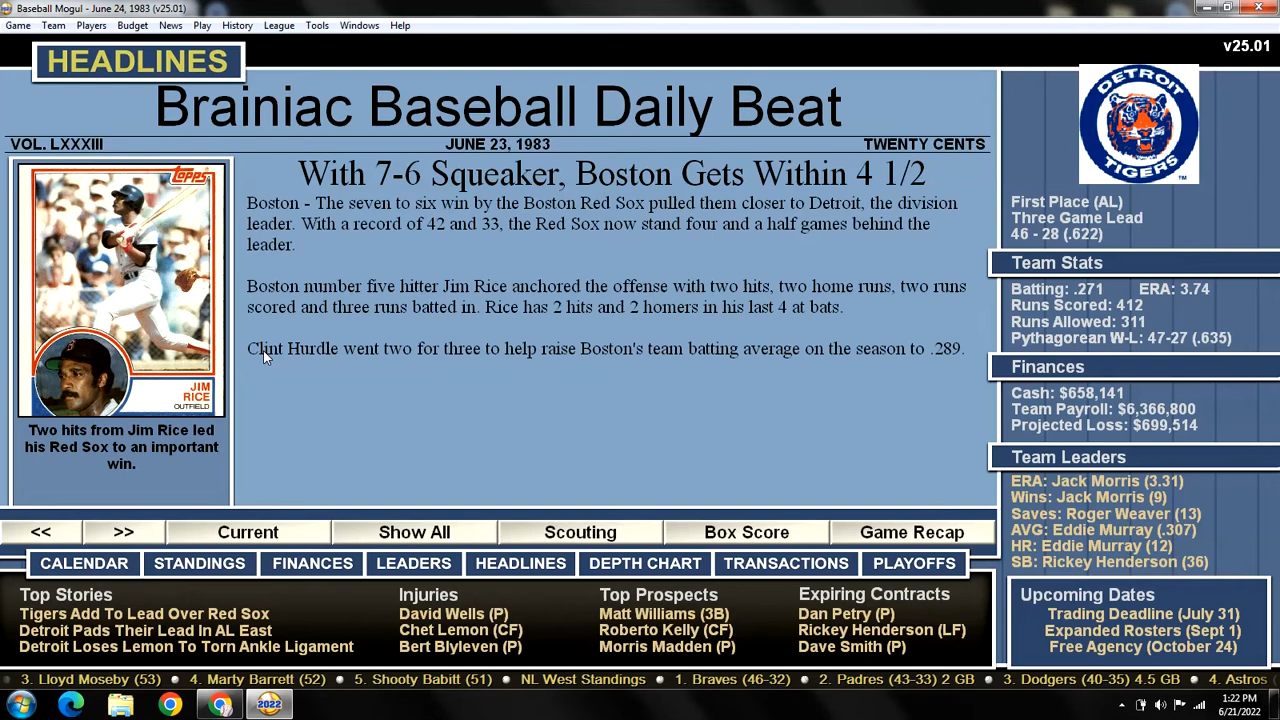 Baseball Mogul - June 24, 1983 (v25.01)
Game Team Players Budget News Play History League Tools Windows Help
HEADLINES
v25.01
Brainiac Baseball Daily Beat
VOL. LXXXIII JUNE 23, 1983 TWENTY CENTS
With 7-6 Squeaker, Boston Gets Within 4 1/2
Boston - The seven to six win by the Boston Red Sox pulled them closer to Detroit, the division
leader. With a record of 42 and 33, the Red Sox now stand four and a half games behind the
leader.
Boston number five hitter Jim Rice anchored the offense with two hits, two home runs, two runs
scored and three runs batted in. Rice has 2 hits and 2 homers in his last 4 at bats.
Clint Hurdle went two for three to help raise Boston's team batting average on the season to .289.
Topps
JIM
RICE
OUTFIELD
Two hits from Jim Rice led
his Red Sox to an important
win.
DETROIT
TIGERS
TM
First Place (AL)
Three Game Lead
46 - 28 (.622)
Team Stats
Batting: .271 ERA: 3.74
Runs Scored: 412
Runs Allowed: 311
Pythagorean W-L: 47-27 (.635)
Finances
Cash: $658,141
Team Payroll: $6,366,800
Projected Loss: $699,514
Team Leaders
ERA: Jack Morris (3.31)
Wins: Jack Morris (9)
Saves: Roger Weaver (13)
AVG: Eddie Murray (.307)
HR: Eddie Murray (12)
SB: Rickey Henderson (36)
<< >> Current Show All Scouting Box Score Game Recap
CALENDAR STANDINGS FINANCES LEADERS HEADLINES DEPTH CHART TRANSACTIONS PLAYOFFS
Top Stories
Tigers Add To Lead Over Red Sox
Detroit Pads Their Lead In AL East
Detroit Loses Lemon To Torn Ankle Ligament
Injuries
David Wells (P)
Chet Lemon (CF)
Bert Blyleven (P)
Top Prospects
Matt Williams (3B)
Roberto Kelly (CF)
Morris Madden (P)
Expiring Contracts
Dan Petry (P)
Rickey Henderson (LF)
Dave Smith (P)
Upcoming Dates
Trading Deadline (July 31)
Expanded Rosters (Sept 1)
Free Agency (October 24)
3. Lloyd Moseby (53) 4. Marty Barrett (52) 5. Shooty Babitt (51) NL West Standings 1. Braves (46-32) 2. Padres (43-33) 2 GB 3. Dodgers (40-35) 4.5 GB 4. Astros
2022
1:22 PM
6/21/2022